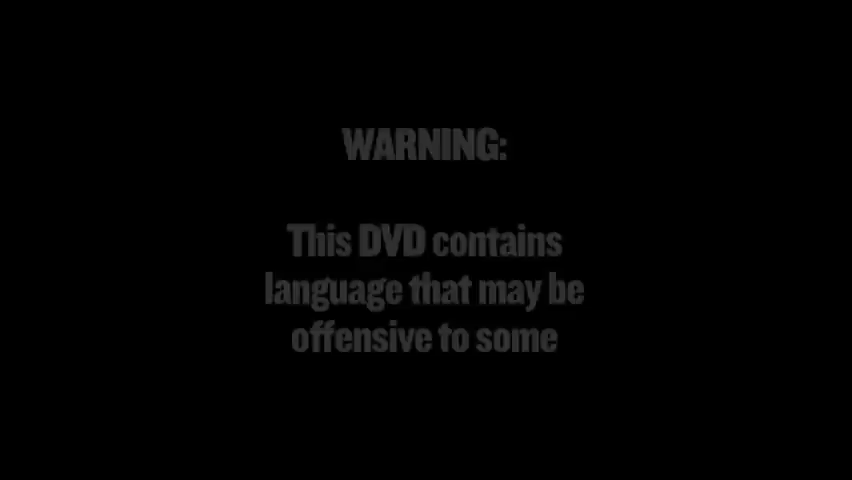 WARNING:
This DVD contains
language that may be
offensive to some